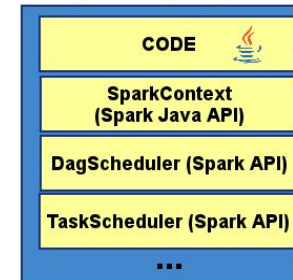 CODE
SparkContext
(Spark Java API)
DagScheduler (Spark API)
TaskScheduler (Spark API)
...